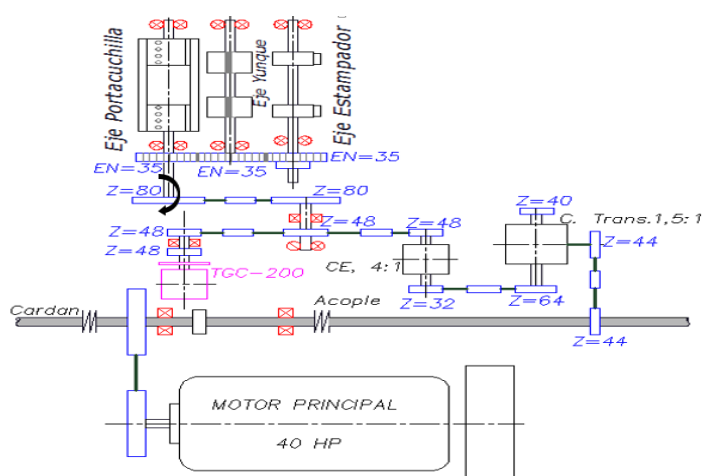 Eje Portacuchilla
Eje Yunque
Eje Estampador
EN=35
EN=35
EN=35
Z=80
Z=80
Z=40
Z=48
Z=48
Z=48
C. Trans.1,5:1
Z=48
Z=44
TGC-200
CE, 4:1
Z=32
Z=64
Cardan
Acople
Z=44
MOTOR PRINCIPAL
40 HP